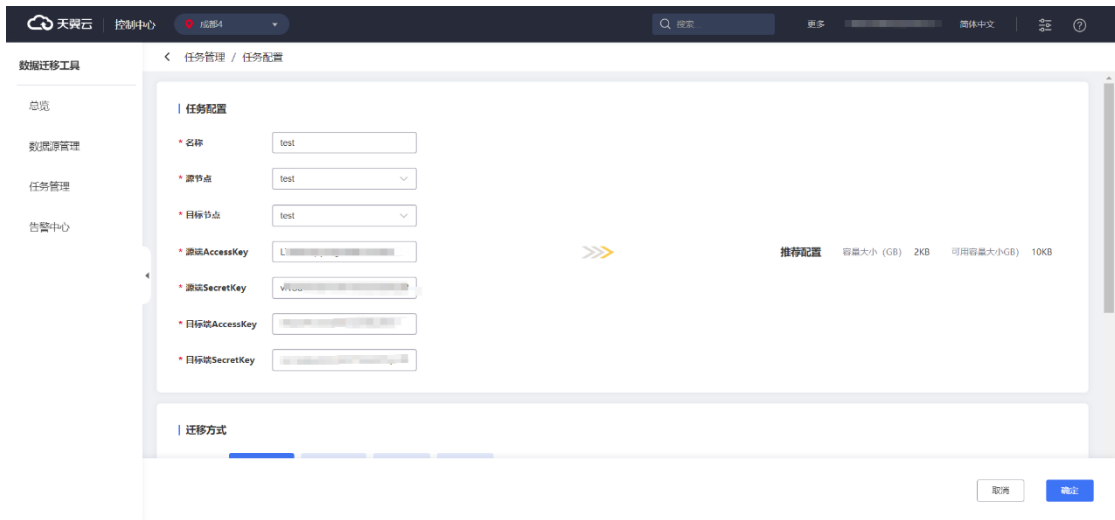 天翼云 控制中心 成都4 搜索... 更多 简体中文
数据迁移工具
任务管理 / 任务配置
总览
数据源管理
任务管理
告警中心
任务配置
* 名称 test
* 源节点 test
* 目标节点 test
* 源端AccessKey
推荐配置 容量大小 (GB) 2KB 可用容量大小GB) 10KB
* 源端SecretKey
* 目标端AccessKey
* 目标端SecretKey
迁移方式
取消 确定